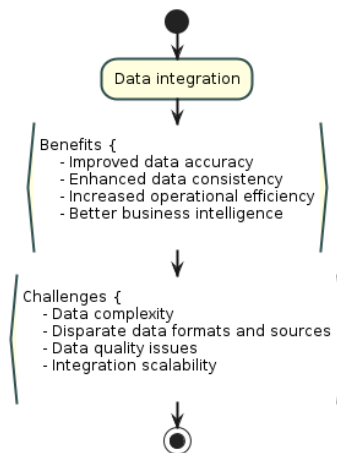 Data integration
Benefits {
- Improved data accuracy
- Enhanced data consistency
- Increased operational efficiency
- Better business intelligence
Challenges {
- Data complexity
- Disparate data formats and sources
- Data quality issues
- Integration scalability